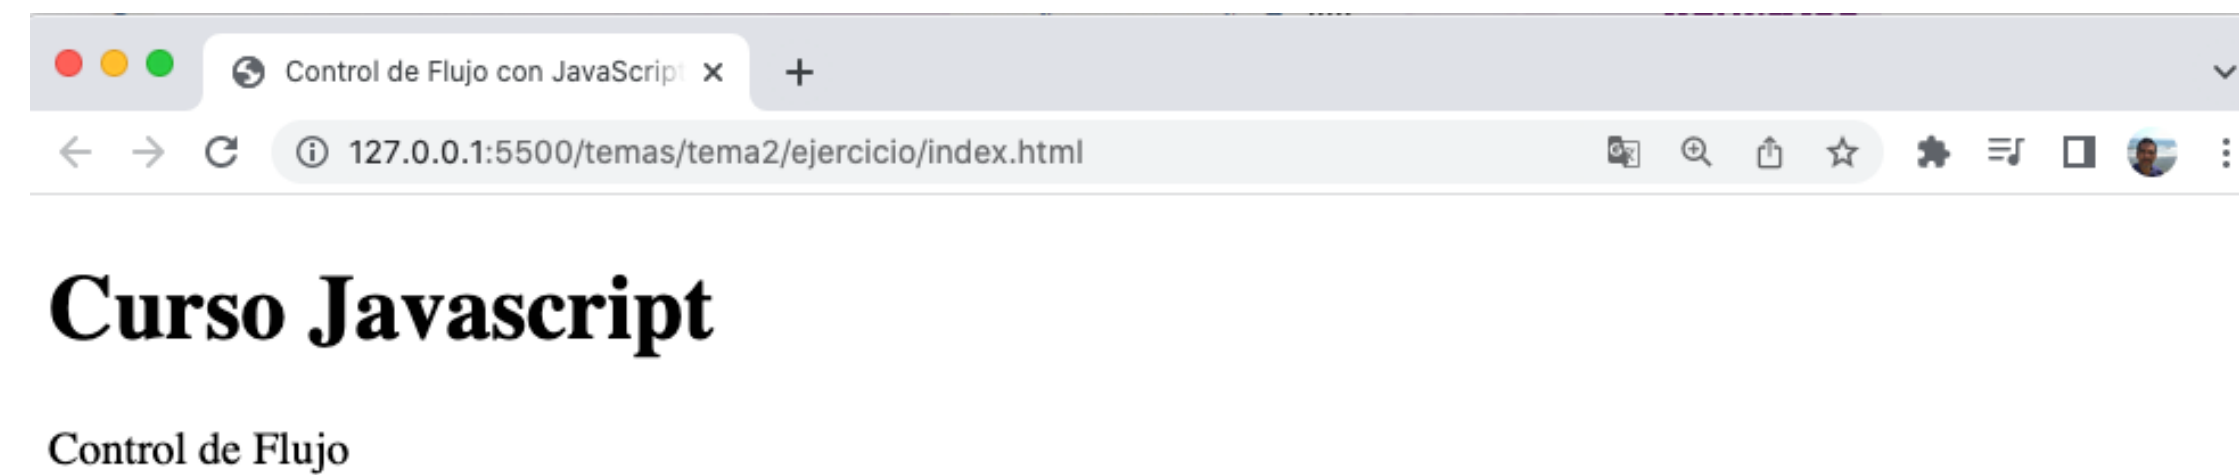 Control de Flujo con JavaScript
127.0.0.1:5500/temas/tema2/ejercicio/index.html
Curso Javascript
Control de Flujo